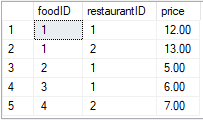 foodID restaurantID price
1 1 1 12.00
2 1 2 13.00
3 2 1 5.00
4 3 1 6.00
5 4 2 7.00